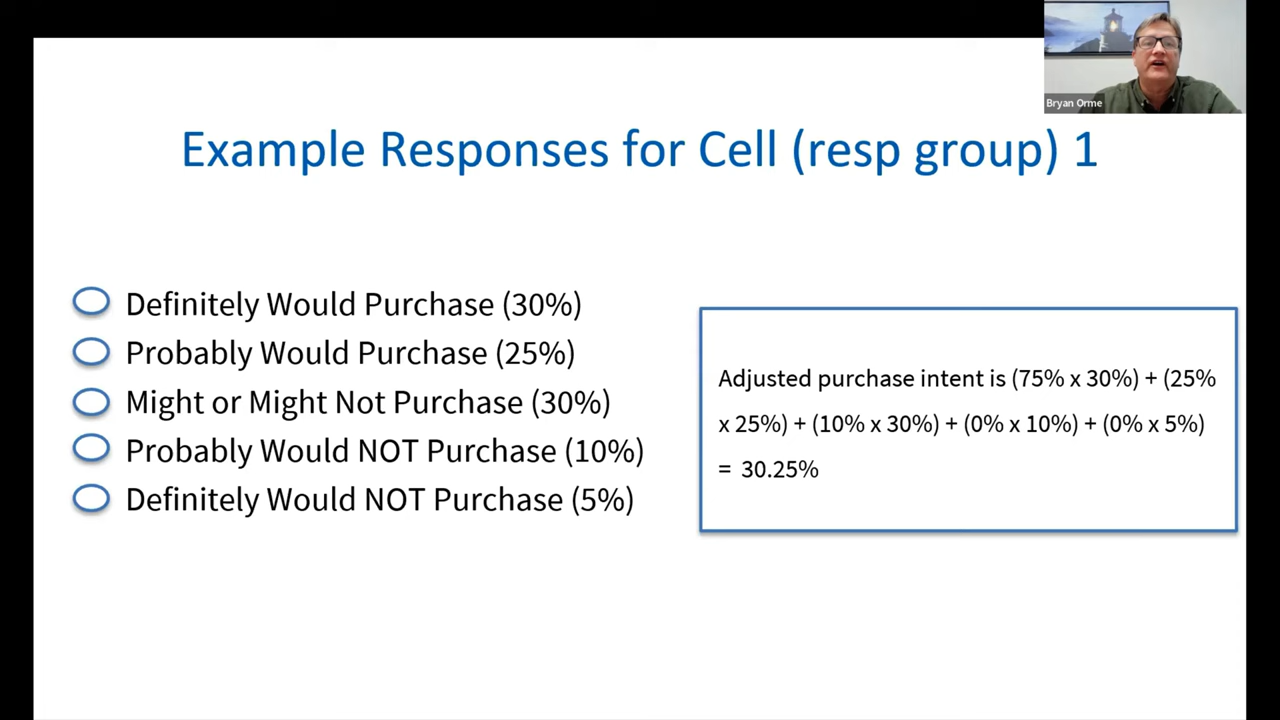 Bryan Orme
Example Responses for Cell (resp group) 1
Definitely Would Purchase (30%)
Probably Would Purchase (25%)
Might or Might Not Purchase (30%)
Probably Would NOT Purchase (10%)
Definitely Would NOT Purchase (5%)
Adjusted purchase intent is (75% x 30%) + (25%
x 25%) + (10% x 30%) + (0% x 10%) + (0% x 5%)
= 30.25%